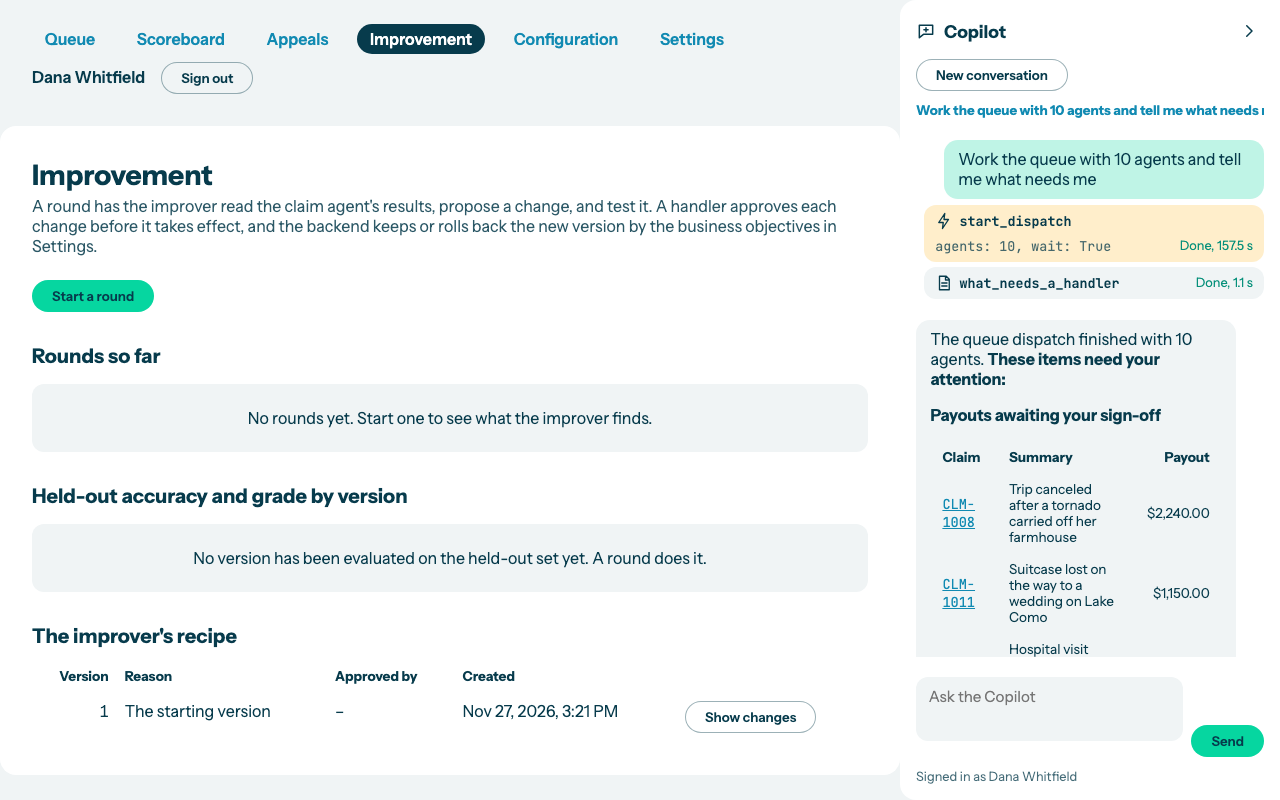 Queue Scoreboard Appeals Improvement Configuration Settings
Dana Whitfield Sign out
Improvement
A round has the improver read the claim agent's results, propose a change, and test it. A handler approves each
change before it takes effect, and the backend keeps or rolls back the new version by the business objectives in
Settings.
Start a round
Rounds so far
No rounds yet. Start one to see what the improver finds.
Held-out accuracy and grade by version
No version has been evaluated on the held-out set yet. A round does it.
The improver's recipe
Version Reason Approved by Created
1 The starting version – Nov 27, 2026, 3:21 PM Show changes
Copilot
New conversation
Work the queue with 10 agents and tell me what needs
Work the queue with 10 agents and tell
me what needs me
start_dispatch
agents: 10, wait: True Done, 157.5 s
what_needs_a_handler Done, 1.1 s
The queue dispatch finished with 10
agents. These items need your
attention:
Payouts awaiting your sign-off
Claim Summary Payout
CLM-1008 Trip canceled
after a tornado
carried off her
farmhouse $2,240.00
CLM-1011 Suitcase lost on
the way to a
wedding on Lake
Como $1,150.00
Hospital visit
Ask the Copilot
Send
Signed in as Dana Whitfield